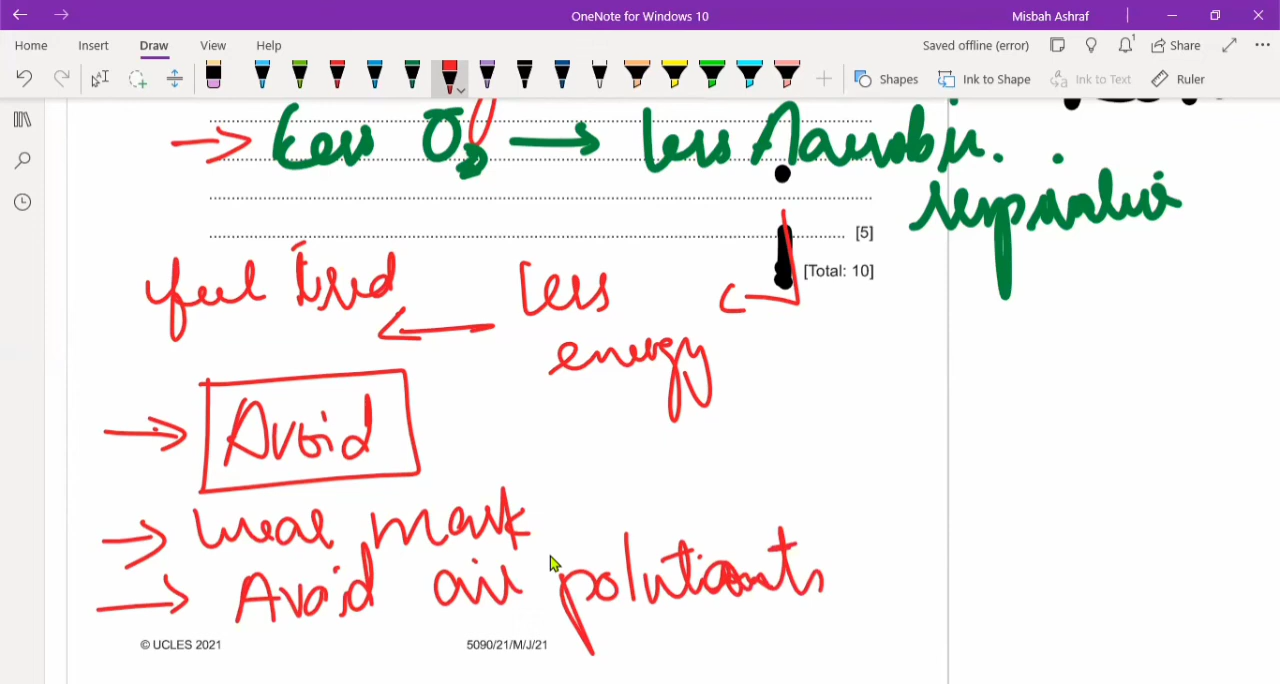 OneNote for Windows 10
Misbah Ashraf
Home Insert Draw View Help
Saved offline (error)
Share
Shapes
Ink to Shape
Ink to Text
Ruler
→ Less O2 → less Aerobic.
respiration
[5]
[Total: 10]
feel tired ← less
energy
→ Avoid
→ wear mask
→ Avoid air polutants
© UCLES 2021
5090/21/M/J/21